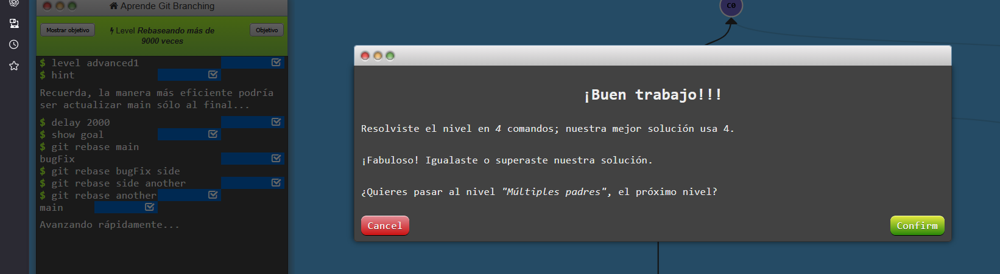 Aprende Git Branching
Mostrar objetivo
Level Rebaseando más de
9000 veces
Objetivo
$ level advanced1
$ hint
Recuerda, la manera más eficiente podría
ser actualizar main sólo al final...
$ delay 2000
$ show goal
$ git rebase main
bugFix
$ git rebase bugFix side
$ git rebase side another
$ git rebase another
main
Avanzando rápidamente...
C0
¡Buen trabajo!!!
Resolviste el nivel en 4 comandos; nuestra mejor solución usa 4.
¡Fabuloso! Igualaste o superaste nuestra solución.
¿Quieres pasar al nivel "Múltiples padres", el próximo nivel?
Cancel
Confirm